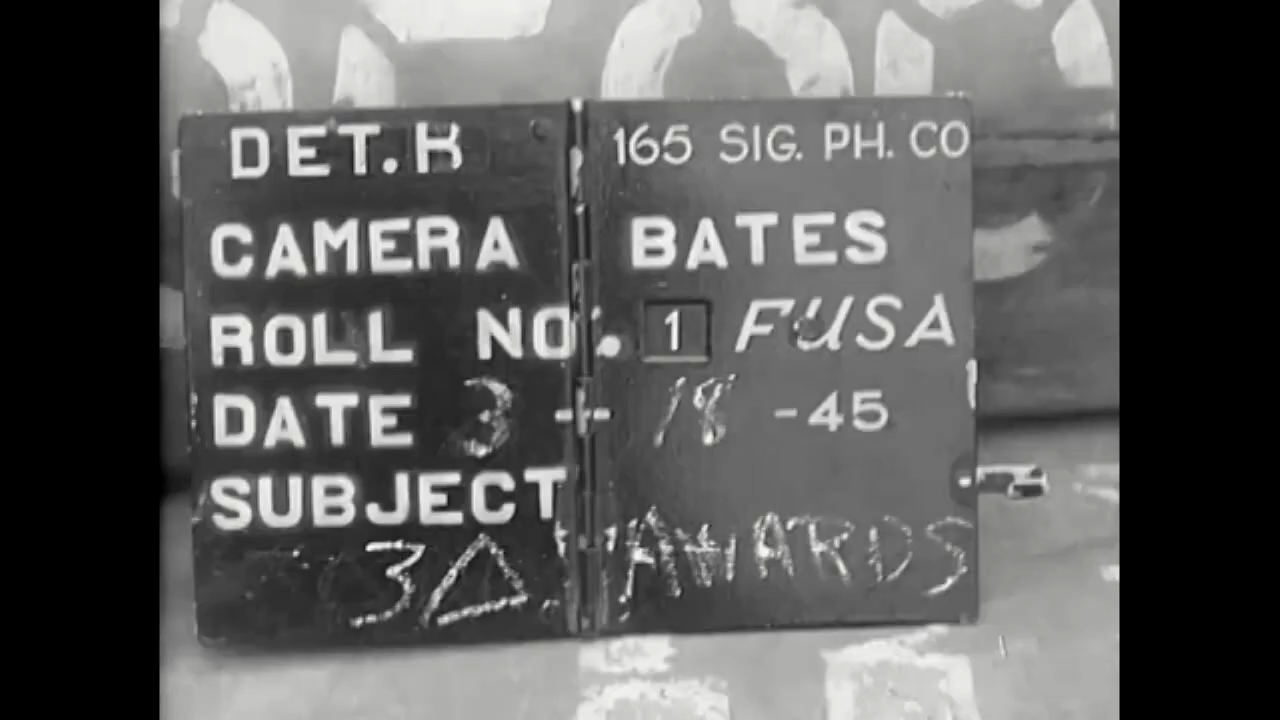 DET. K 165 SIG. PH. CO
CAMERA BATES
ROLL NO. 1 FUSA
DATE 3 - 18 - 45
SUBJECT
3Δ AWARDS